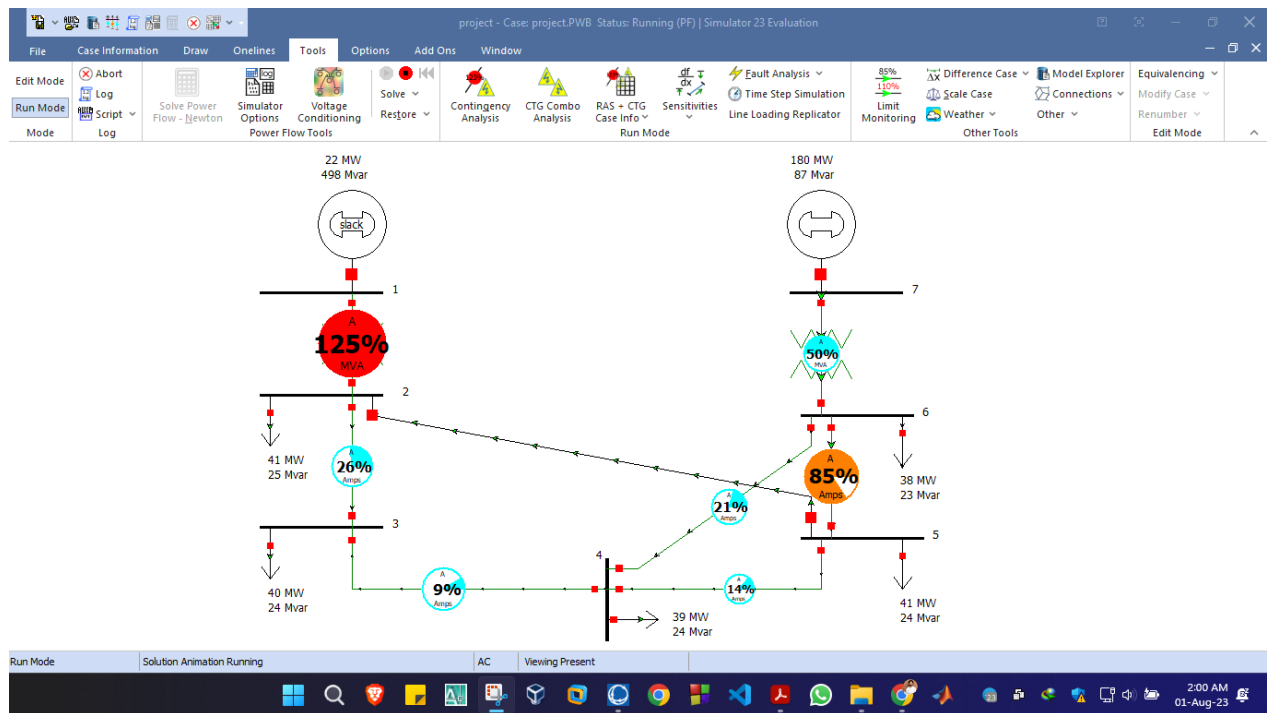 project - Case: project.PWB Status: Running (PF) | Simulator 23 Evaluation
File Case Information Draw Onelines Tools Options Add Ons Window
Edit Mode
Run Mode
Mode
Abort
Log
Script
Log
Solve Power
Flow - Newton
Simulator
Options
Voltage
Conditioning
Solve
Restore
Power Flow Tools
Contingency
Analysis
CTG Combo
Analysis
RAS + CTG
Case Info
df
dx
Sensitivities
Fault Analysis
Time Step Simulation
Line Loading Replicator
Run Mode
85%
110%
Limit
Monitoring
Difference Case
Scale Case
Weather
Model Explorer
Connections
Other
Other Tools
Equivalencing
Modify Case
Renumber
Edit Mode
22 MW
498 Mvar
slack
1
A
125%
MVA
2
41 MW
25 Mvar
A
26%
Amps
3
40 MW
24 Mvar
A
9%
Amps
4
39 MW
24 Mvar
A
21%
Amps
A
14%
Amps
180 MW
87 Mvar
7
A
50%
MVA
6
38 MW
23 Mvar
A
85%
Amps
5
41 MW
24 Mvar
Run Mode Solution Animation Running AC Viewing Present
2:00 AM
01-Aug-23